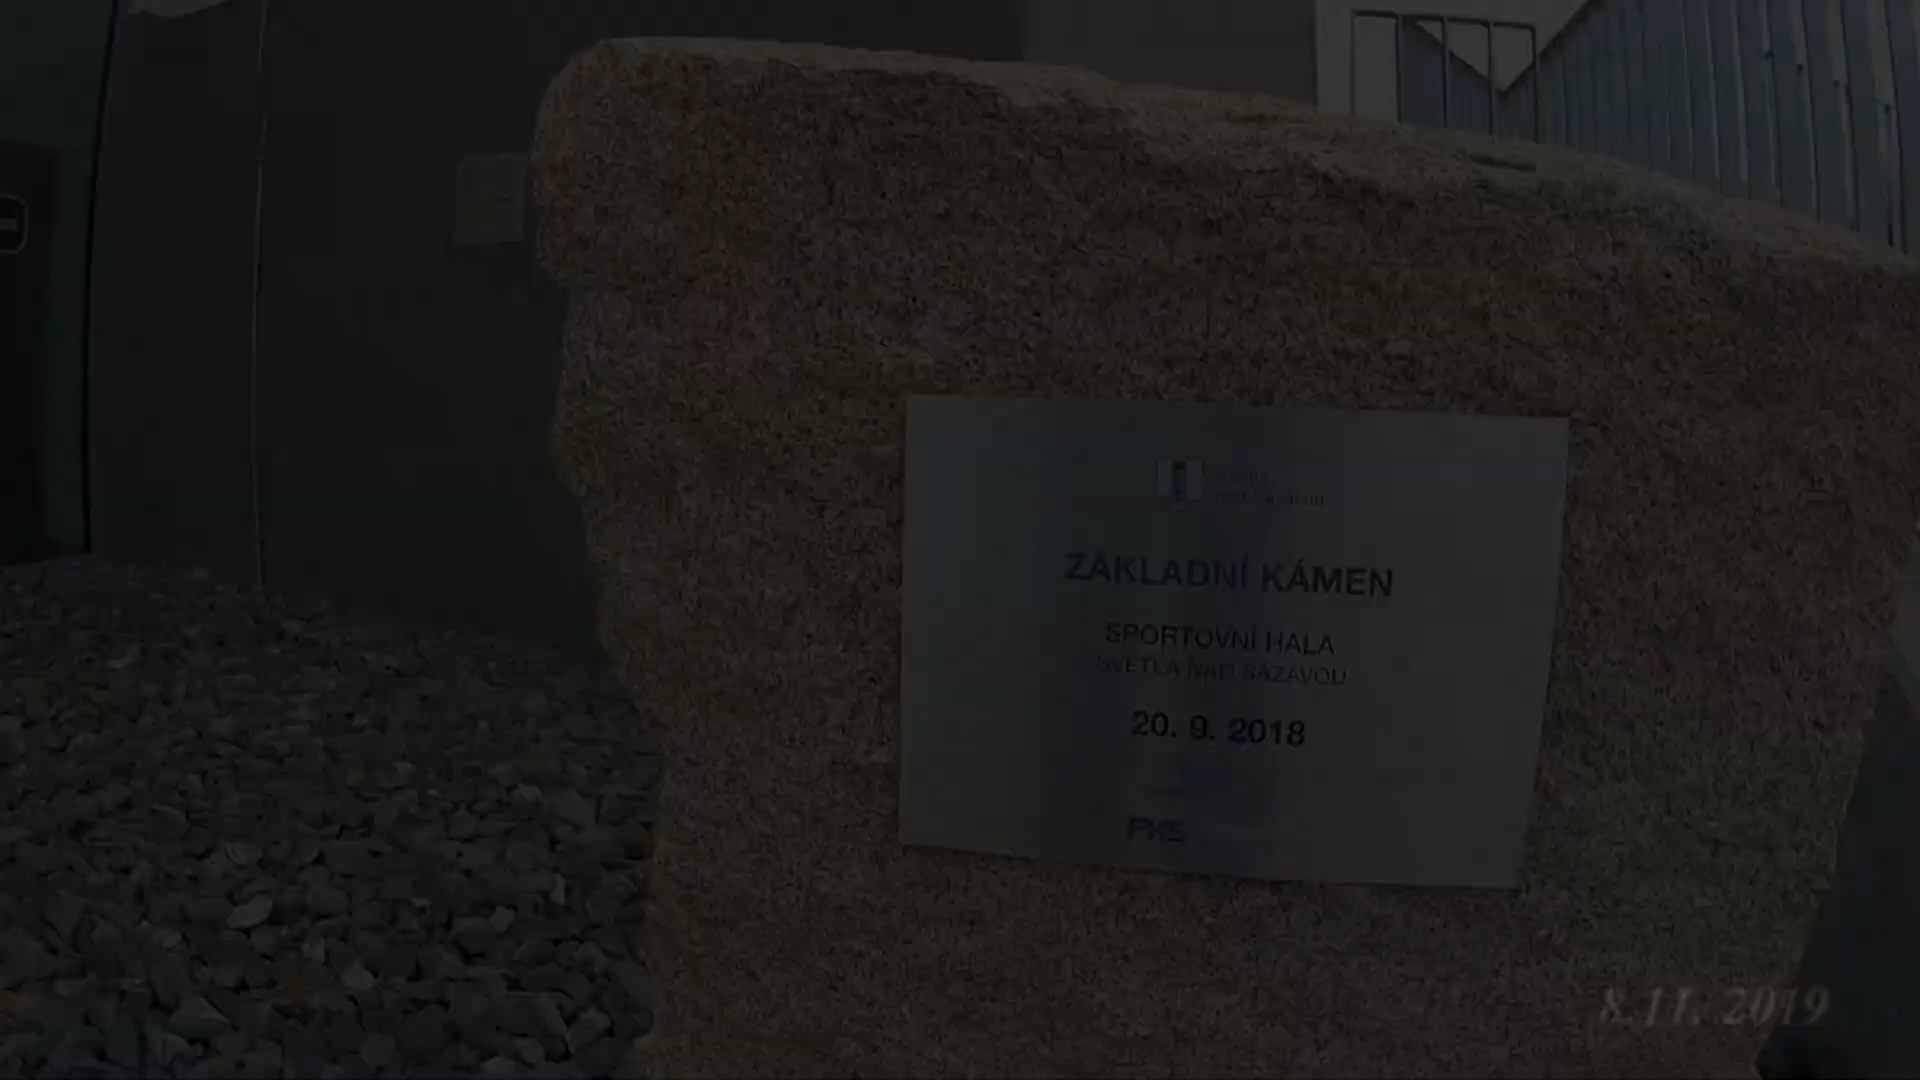 ZÁKLADNÍ KÁMEN
SPORTOVNÍ HALA
SVĚTLÁ NAD SÁZAVOU
20. 9. 2018
PKS
8.11. 2019